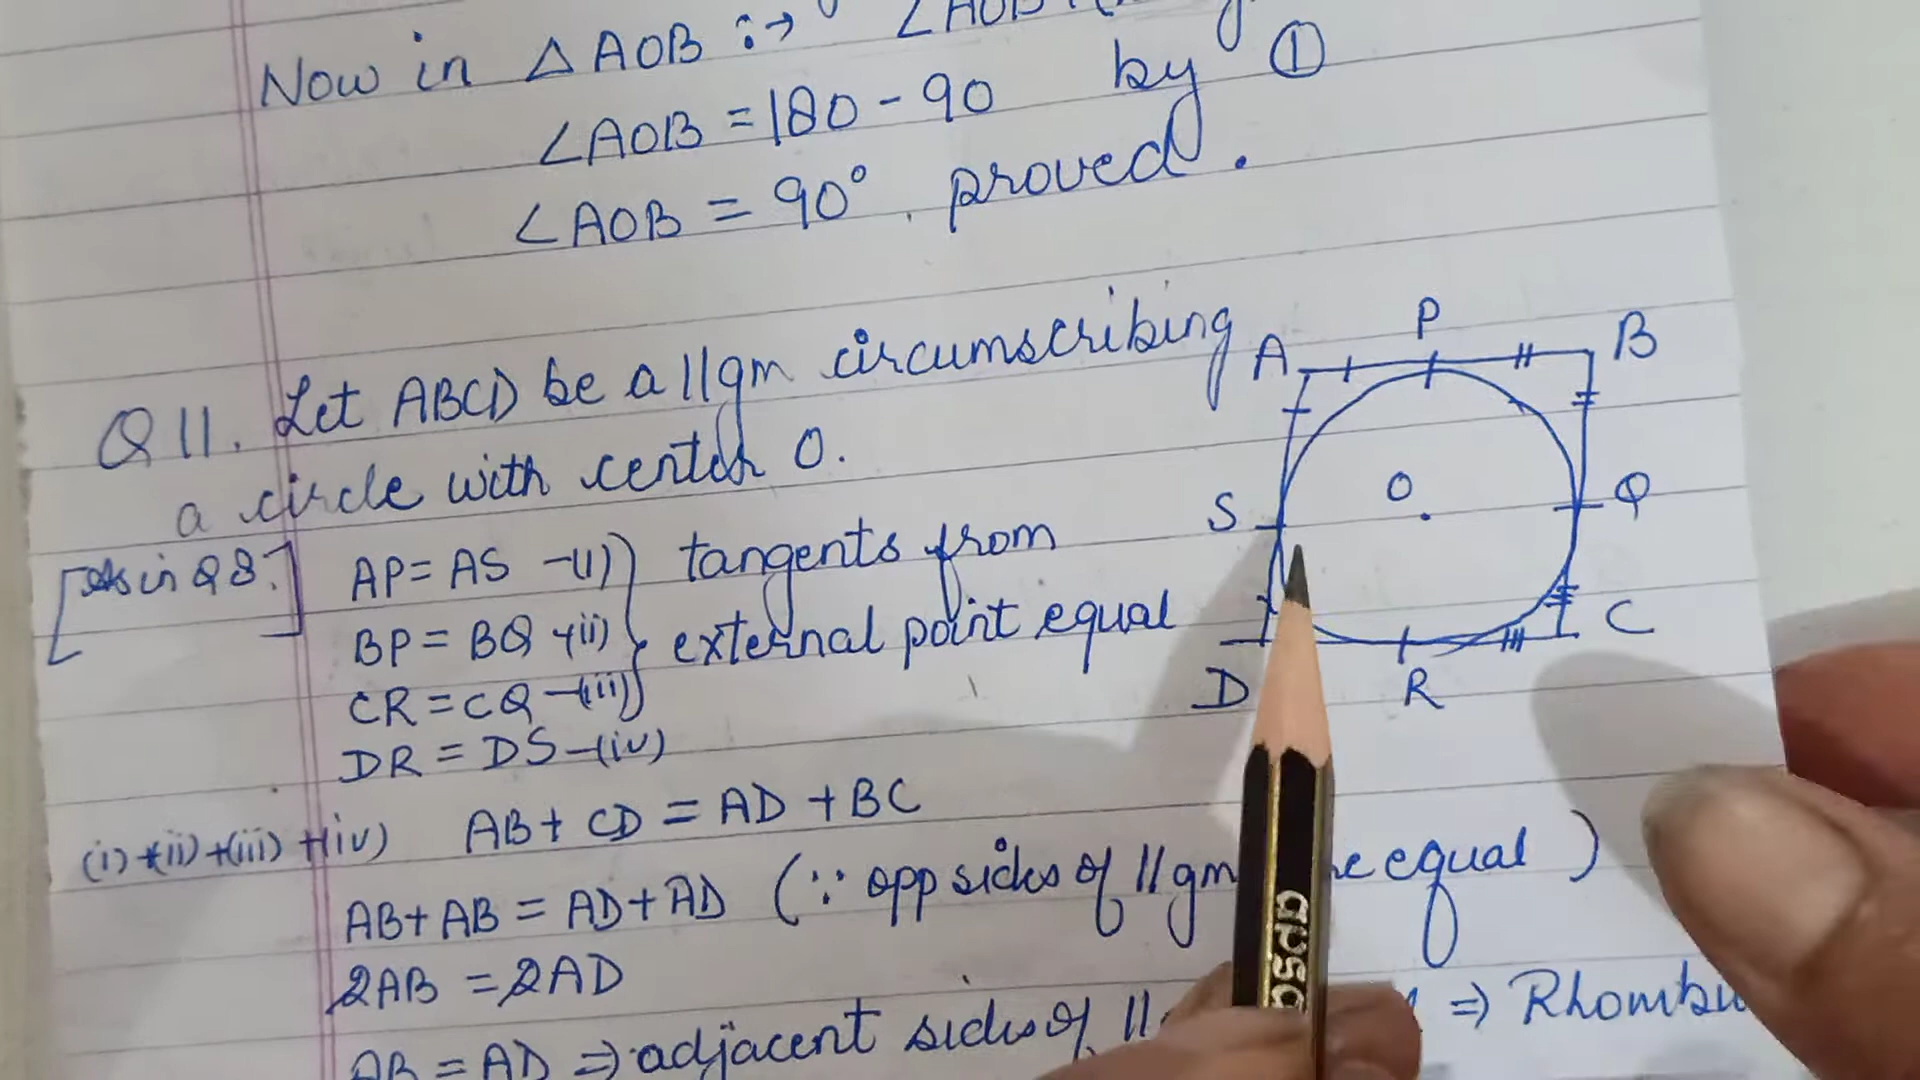 Now in △AOB :→ ∠AOB
∠AOB = 180 - 90 by ①
∠AOB = 90° proved.
Q11. Let ABCD be a ||gm circumscribing
a circle with center O.
[As in Q8.] AP = AS -(i)
BP = BQ -(ii)
CR = CQ -(iii)
DR = DS -(iv)
} tangents from
external point equal
(i)+(ii)+(iii)+(iv) AB + CD = AD + BC
AB + AB = AD + AD (∵ opp sides of ||gm equal)
2AB = 2AD
AB = AD ⇒ adjacent sides of || ⇒ Rhombu
A P B
S O Q
D R C
apsa